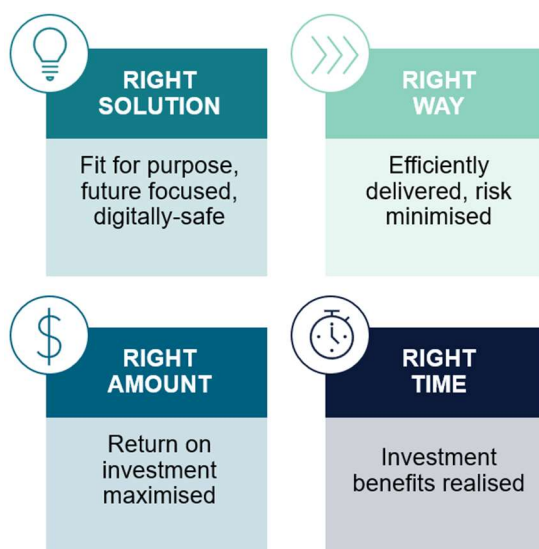 RIGHT
SOLUTION
Fit for purpose,
future focused,
digitally-safe
RIGHT
WAY
Efficiently
delivered, risk
minimised
RIGHT
AMOUNT
Return on
investment
maximised
RIGHT
TIME
Investment
benefits realised